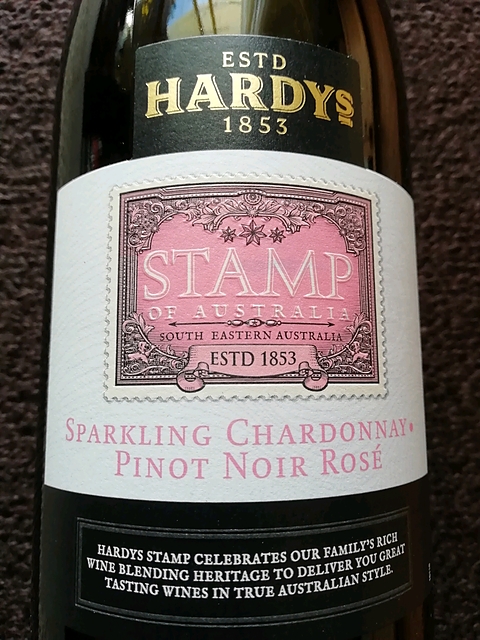 ESTD
HARDYS
1853
STAMP
OF AUSTRALIA
SOUTH EASTERN AUSTRALIA
ESTD 1853
SPARKLING CHARDONNAY•
PINOT NOIR ROSÉ
HARDYS STAMP CELEBRATES OUR FAMILY'S RICH
WINE BLENDING HERITAGE TO DELIVER YOU GREAT
TASTING WINES IN TRUE AUSTRALIAN STYLE.